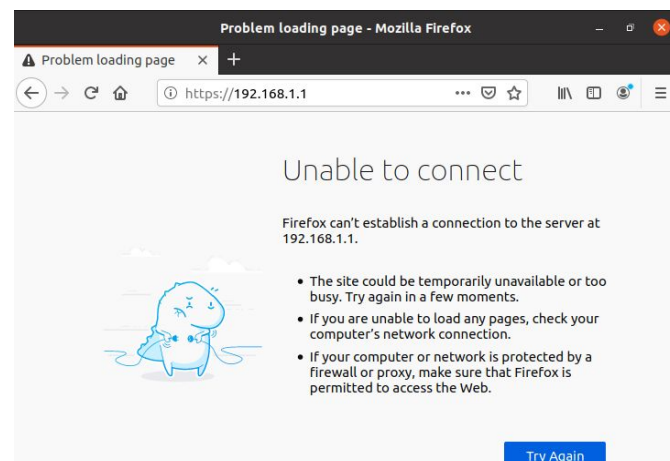 Problem loading page - Mozilla Firefox
Problem loading page
https://192.168.1.1
Unable to connect
Firefox can't establish a connection to the server at
192.168.1.1.
• The site could be temporarily unavailable or too
busy. Try again in a few moments.
• If you are unable to load any pages, check your
computer's network connection.
• If your computer or network is protected by a
firewall or proxy, make sure that Firefox is
permitted to access the Web.
Try Again